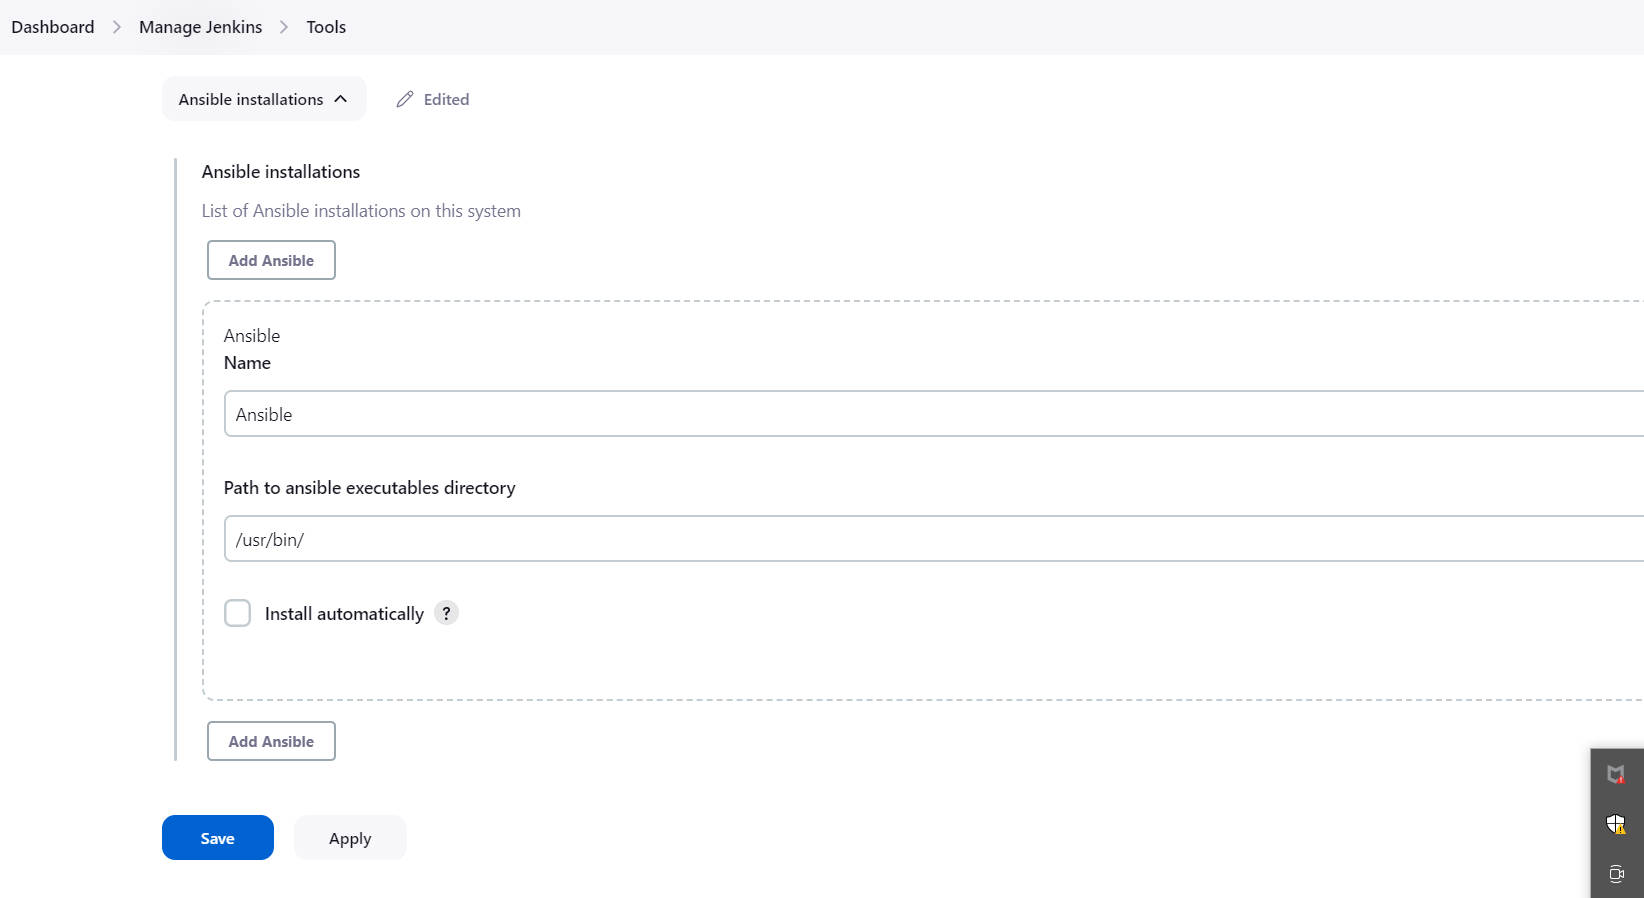 Dashboard > Manage Jenkins > Tools
Ansible installations Edited
Ansible installations
List of Ansible installations on this system
Add Ansible
Ansible
Name
Ansible
Path to ansible executables directory
/usr/bin/
Install automatically ?
Add Ansible
Save Apply